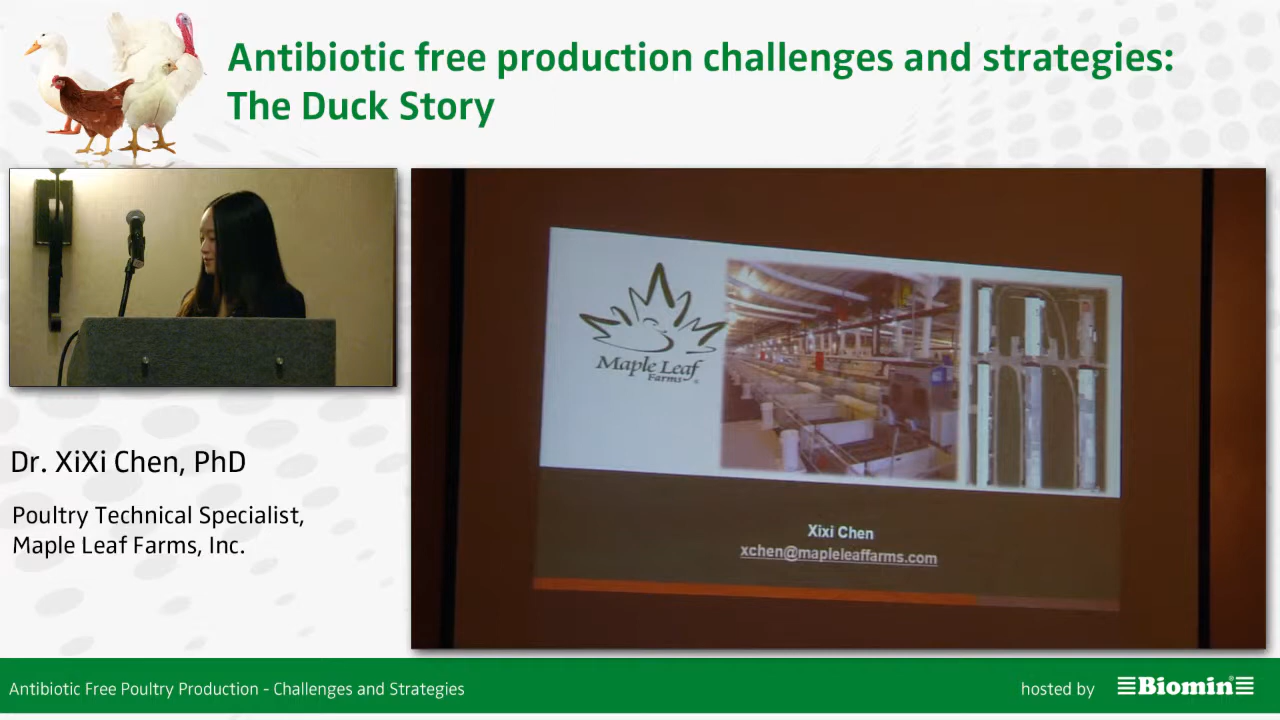 Antibiotic free production challenges and strategies:
The Duck Story
Maple Leaf
Farms
Xixi Chen
xchen@mapleleaffarms.com
Dr. XiXi Chen, PhD
Poultry Technical Specialist,
Maple Leaf Farms, Inc.
Antibiotic Free Poultry Production - Challenges and Strategies
hosted by
Biomin